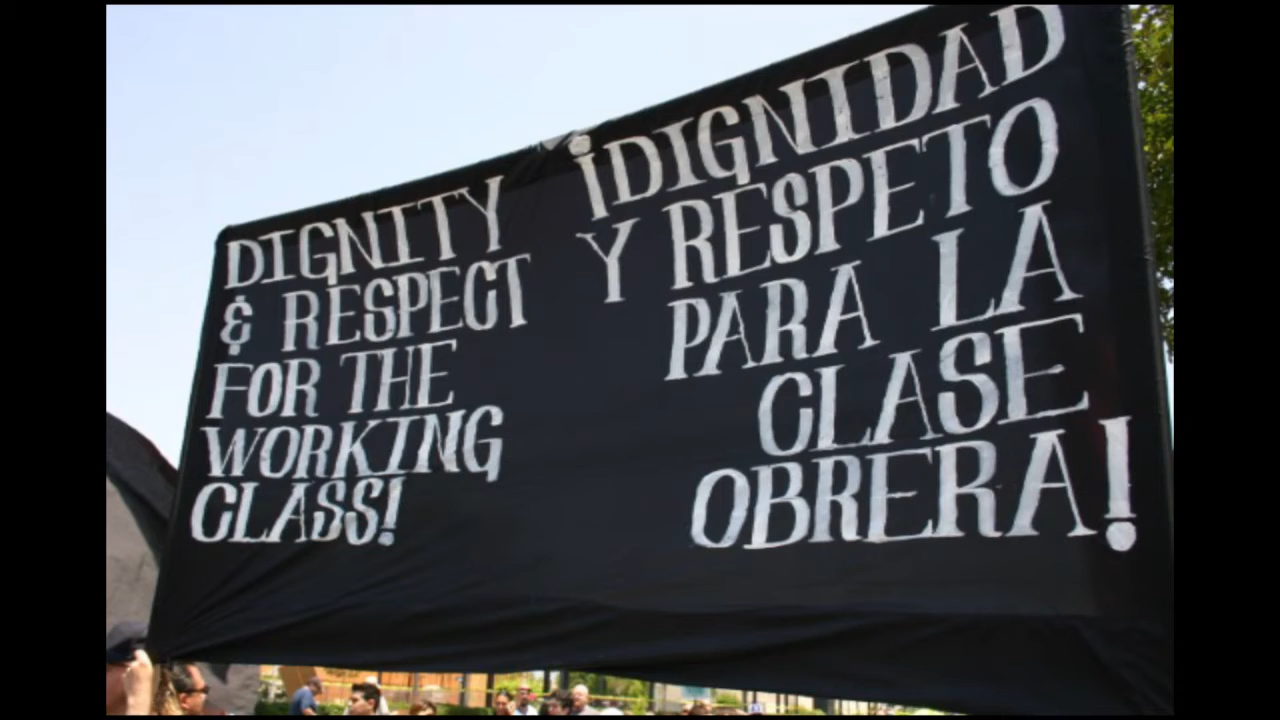 DIGNITY
& RESPECT
FOR THE
WORKING
CLASS!
¡DIGNIDAD
Y RESPETO
PARA LA
CLASE
OBRERA!